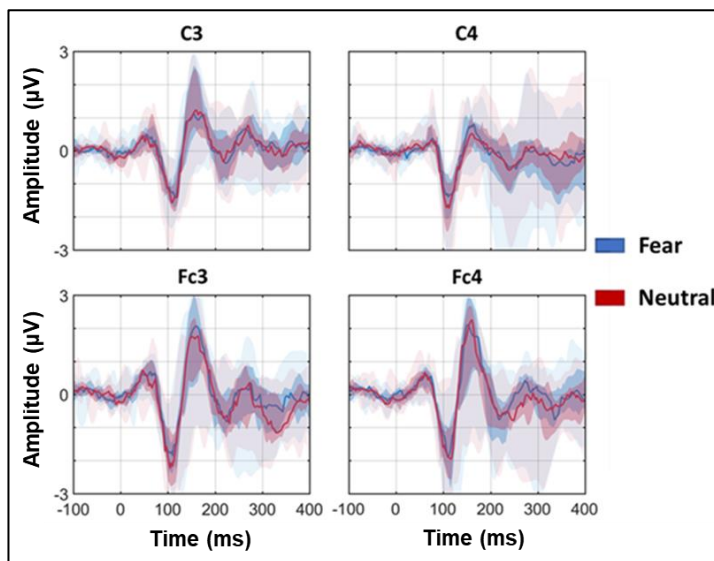 C3
C4
3
0
-3
Amplitude (µV)
Fc3
Fc4
3
0
-3
Amplitude (µV)
-100 0 100 200 300 400
-100 0 100 200 300 400
Time (ms)
Time (ms)
Fear
Neutral